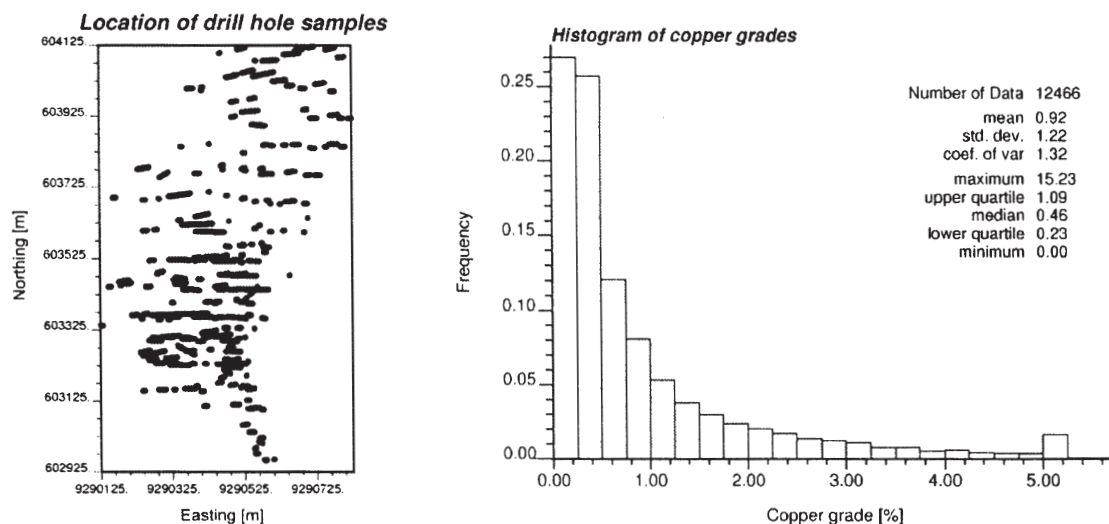 Location of drill hole samples
604125.
603925.
603725.
603525.
603325.
603125.
602925.
Northing [m]
9290125. 9290325. 9290525. 9290725.
Easting [m]
Histogram of copper grades
0.25
0.20
0.15
0.10
0.05
0.00
Frequency
Number of Data 12466
mean 0.92
std. dev. 1.22
coef. of var 1.32
maximum 15.23
upper quartile 1.09
median 0.46
lower quartile 0.23
minimum 0.00
0.00 1.00 2.00 3.00 4.00 5.00
Copper grade [%]